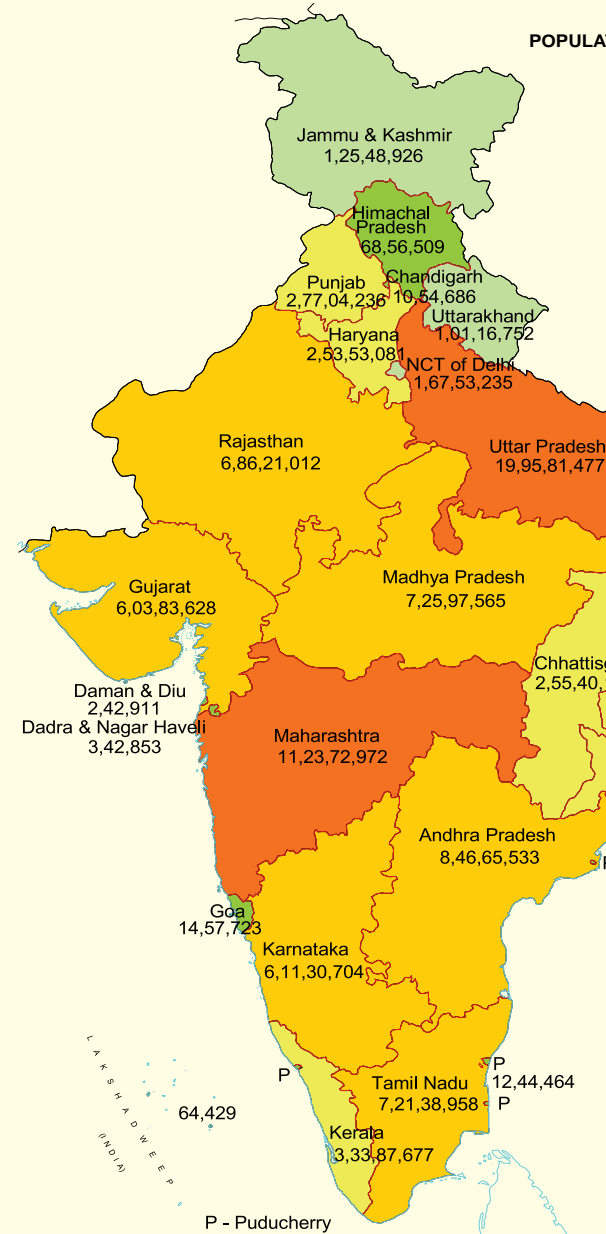 POPULAT
Jammu & Kashmir
1,25,48,926
Himachal
Pradesh
68,56,509
Punjab
2,77,04,236
Chandigarh
10,54,686
Uttarakhand
1,01,16,752
Haryana
2,53,53,081
NCT of Delhi
1,67,53,235
Rajasthan
6,86,21,012
Uttar Pradesh
19,95,81,477
Gujarat
6,03,83,628
Madhya Pradesh
7,25,97,565
Chhattisg
2,55,40,
Daman & Diu
2,42,911
Dadra & Nagar Haveli
3,42,853
Maharashtra
11,23,72,972
Andhra Pradesh
8,46,65,533
Goa
14,57,723
Karnataka
6,11,30,704
P
Tamil Nadu
7,21,38,958
P
12,44,464
P
LAKSHADWEEP
(INDIA)
64,429
Kerala
3,33,87,677
P - Puducherry